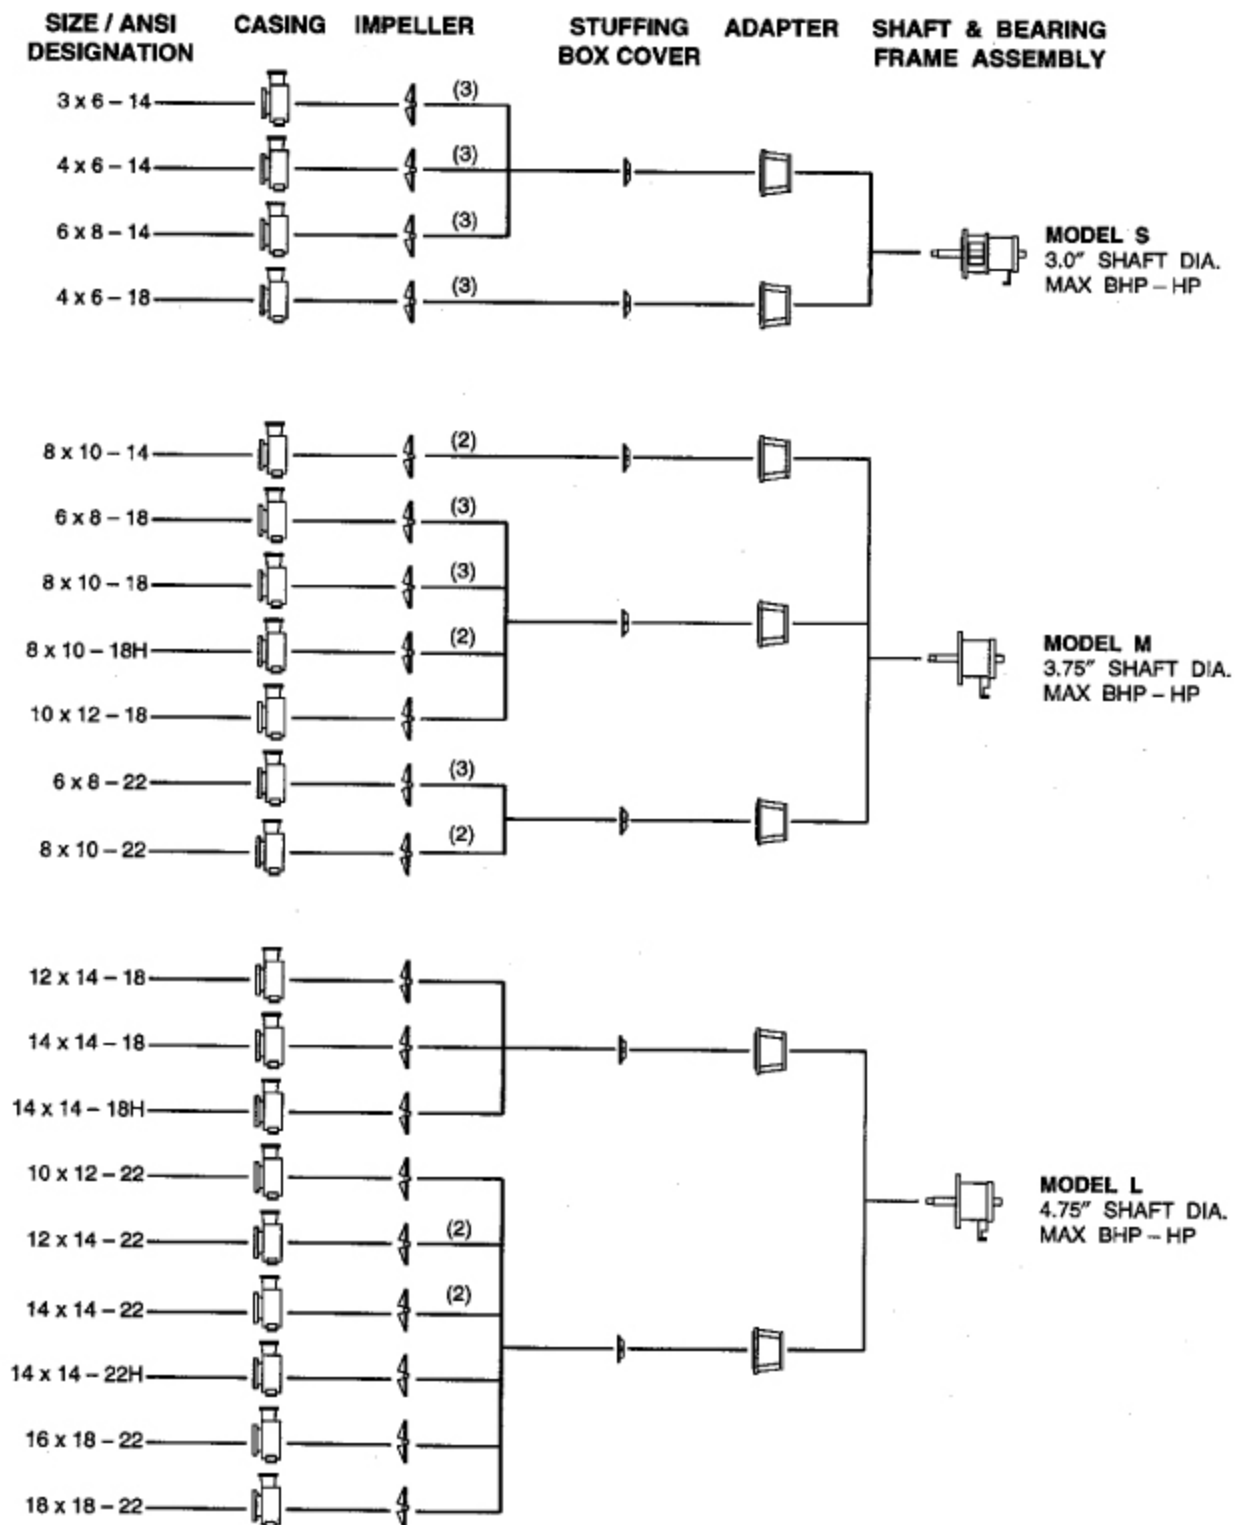 SIZE / ANSI DESIGNATION CASING IMPELLER STUFFING BOX COVER ADAPTER SHAFT & BEARING FRAME ASSEMBLY
3 x 6 – 14 (3)
4 x 6 – 14 (3)
6 x 8 – 14 (3)
4 x 6 – 18 (3)
MODEL S
3.0" SHAFT DIA.
MAX BHP – HP
8 x 10 – 14 (2)
6 x 8 – 18 (3)
8 x 10 – 18 (3)
8 x 10 – 18H (2)
10 x 12 – 18
6 x 8 – 22 (3)
8 x 10 – 22 (2)
MODEL M
3.75" SHAFT DIA.
MAX BHP – HP
12 x 14 – 18
14 x 14 – 18
14 x 14 – 18H
10 x 12 – 22
12 x 14 – 22 (2)
14 x 14 – 22 (2)
14 x 14 – 22H
16 x 18 – 22
18 x 18 – 22
MODEL L
4.75" SHAFT DIA.
MAX BHP – HP